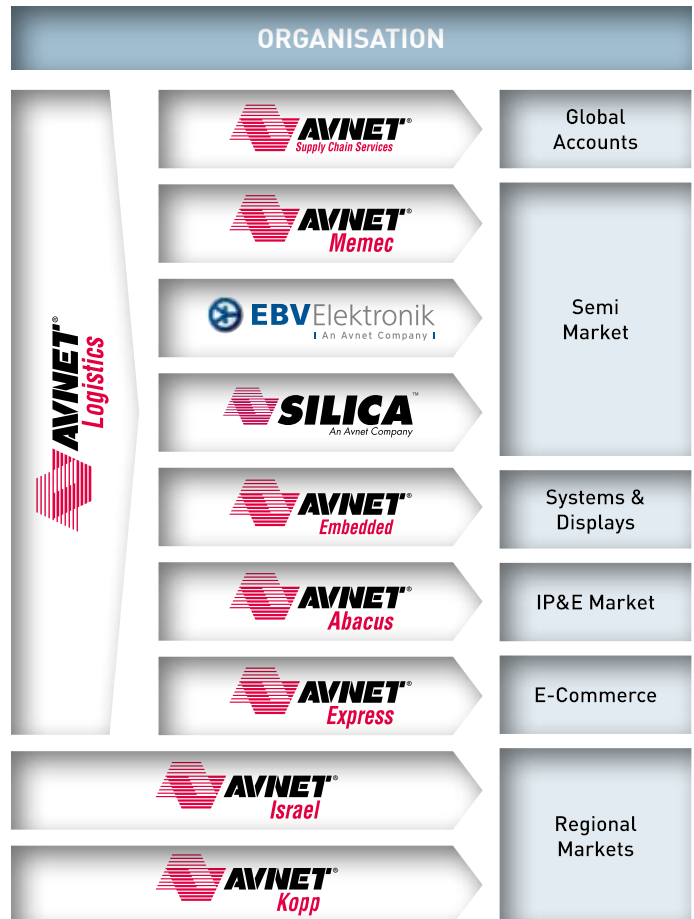 ORGANISATION
AVNET®
Logistics
AVNET®
Supply Chain Services
Global
Accounts
AVNET®
Memec
EBVElektronik
An Avnet Company
SILICA™
An Avnet Company
Semi
Market
AVNET®
Embedded
Systems &
Displays
AVNET®
Abacus
IP&E Market
AVNET®
Express
E-Commerce
AVNET®
Israel
AVNET®
Kopp
Regional
Markets